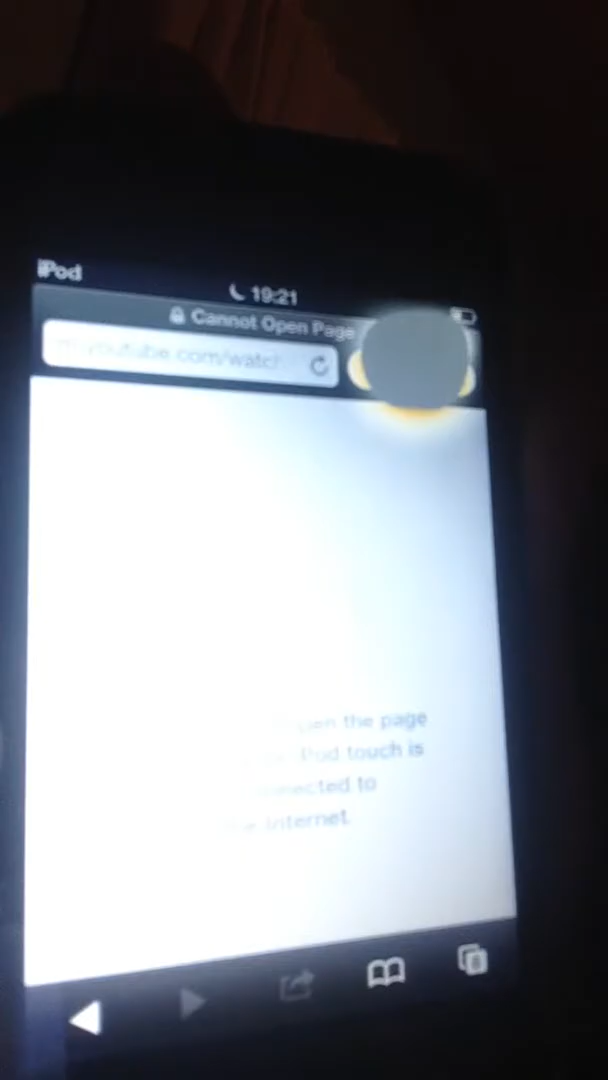 iPod
19:21
Cannot Open Page
m.youtube.com/watch
open the page
iPod touch is
connected to
the Internet.